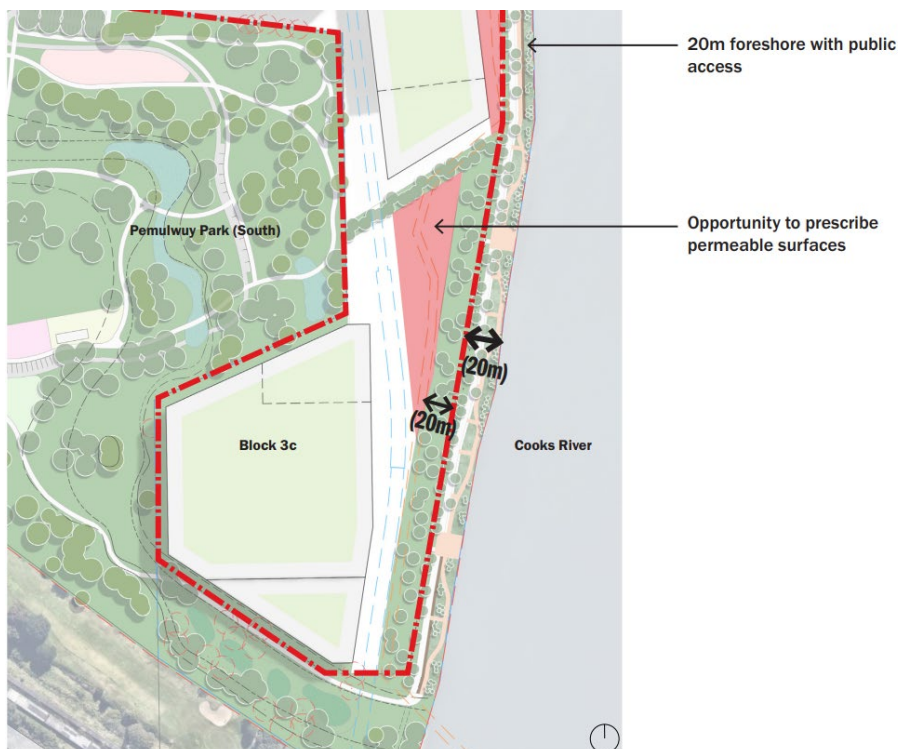 20m foreshore with public
access
Pemulwuy Park (South)
Opportunity to prescribe
permeable surfaces
(20m)
(20m)
Block 3c
Cooks River